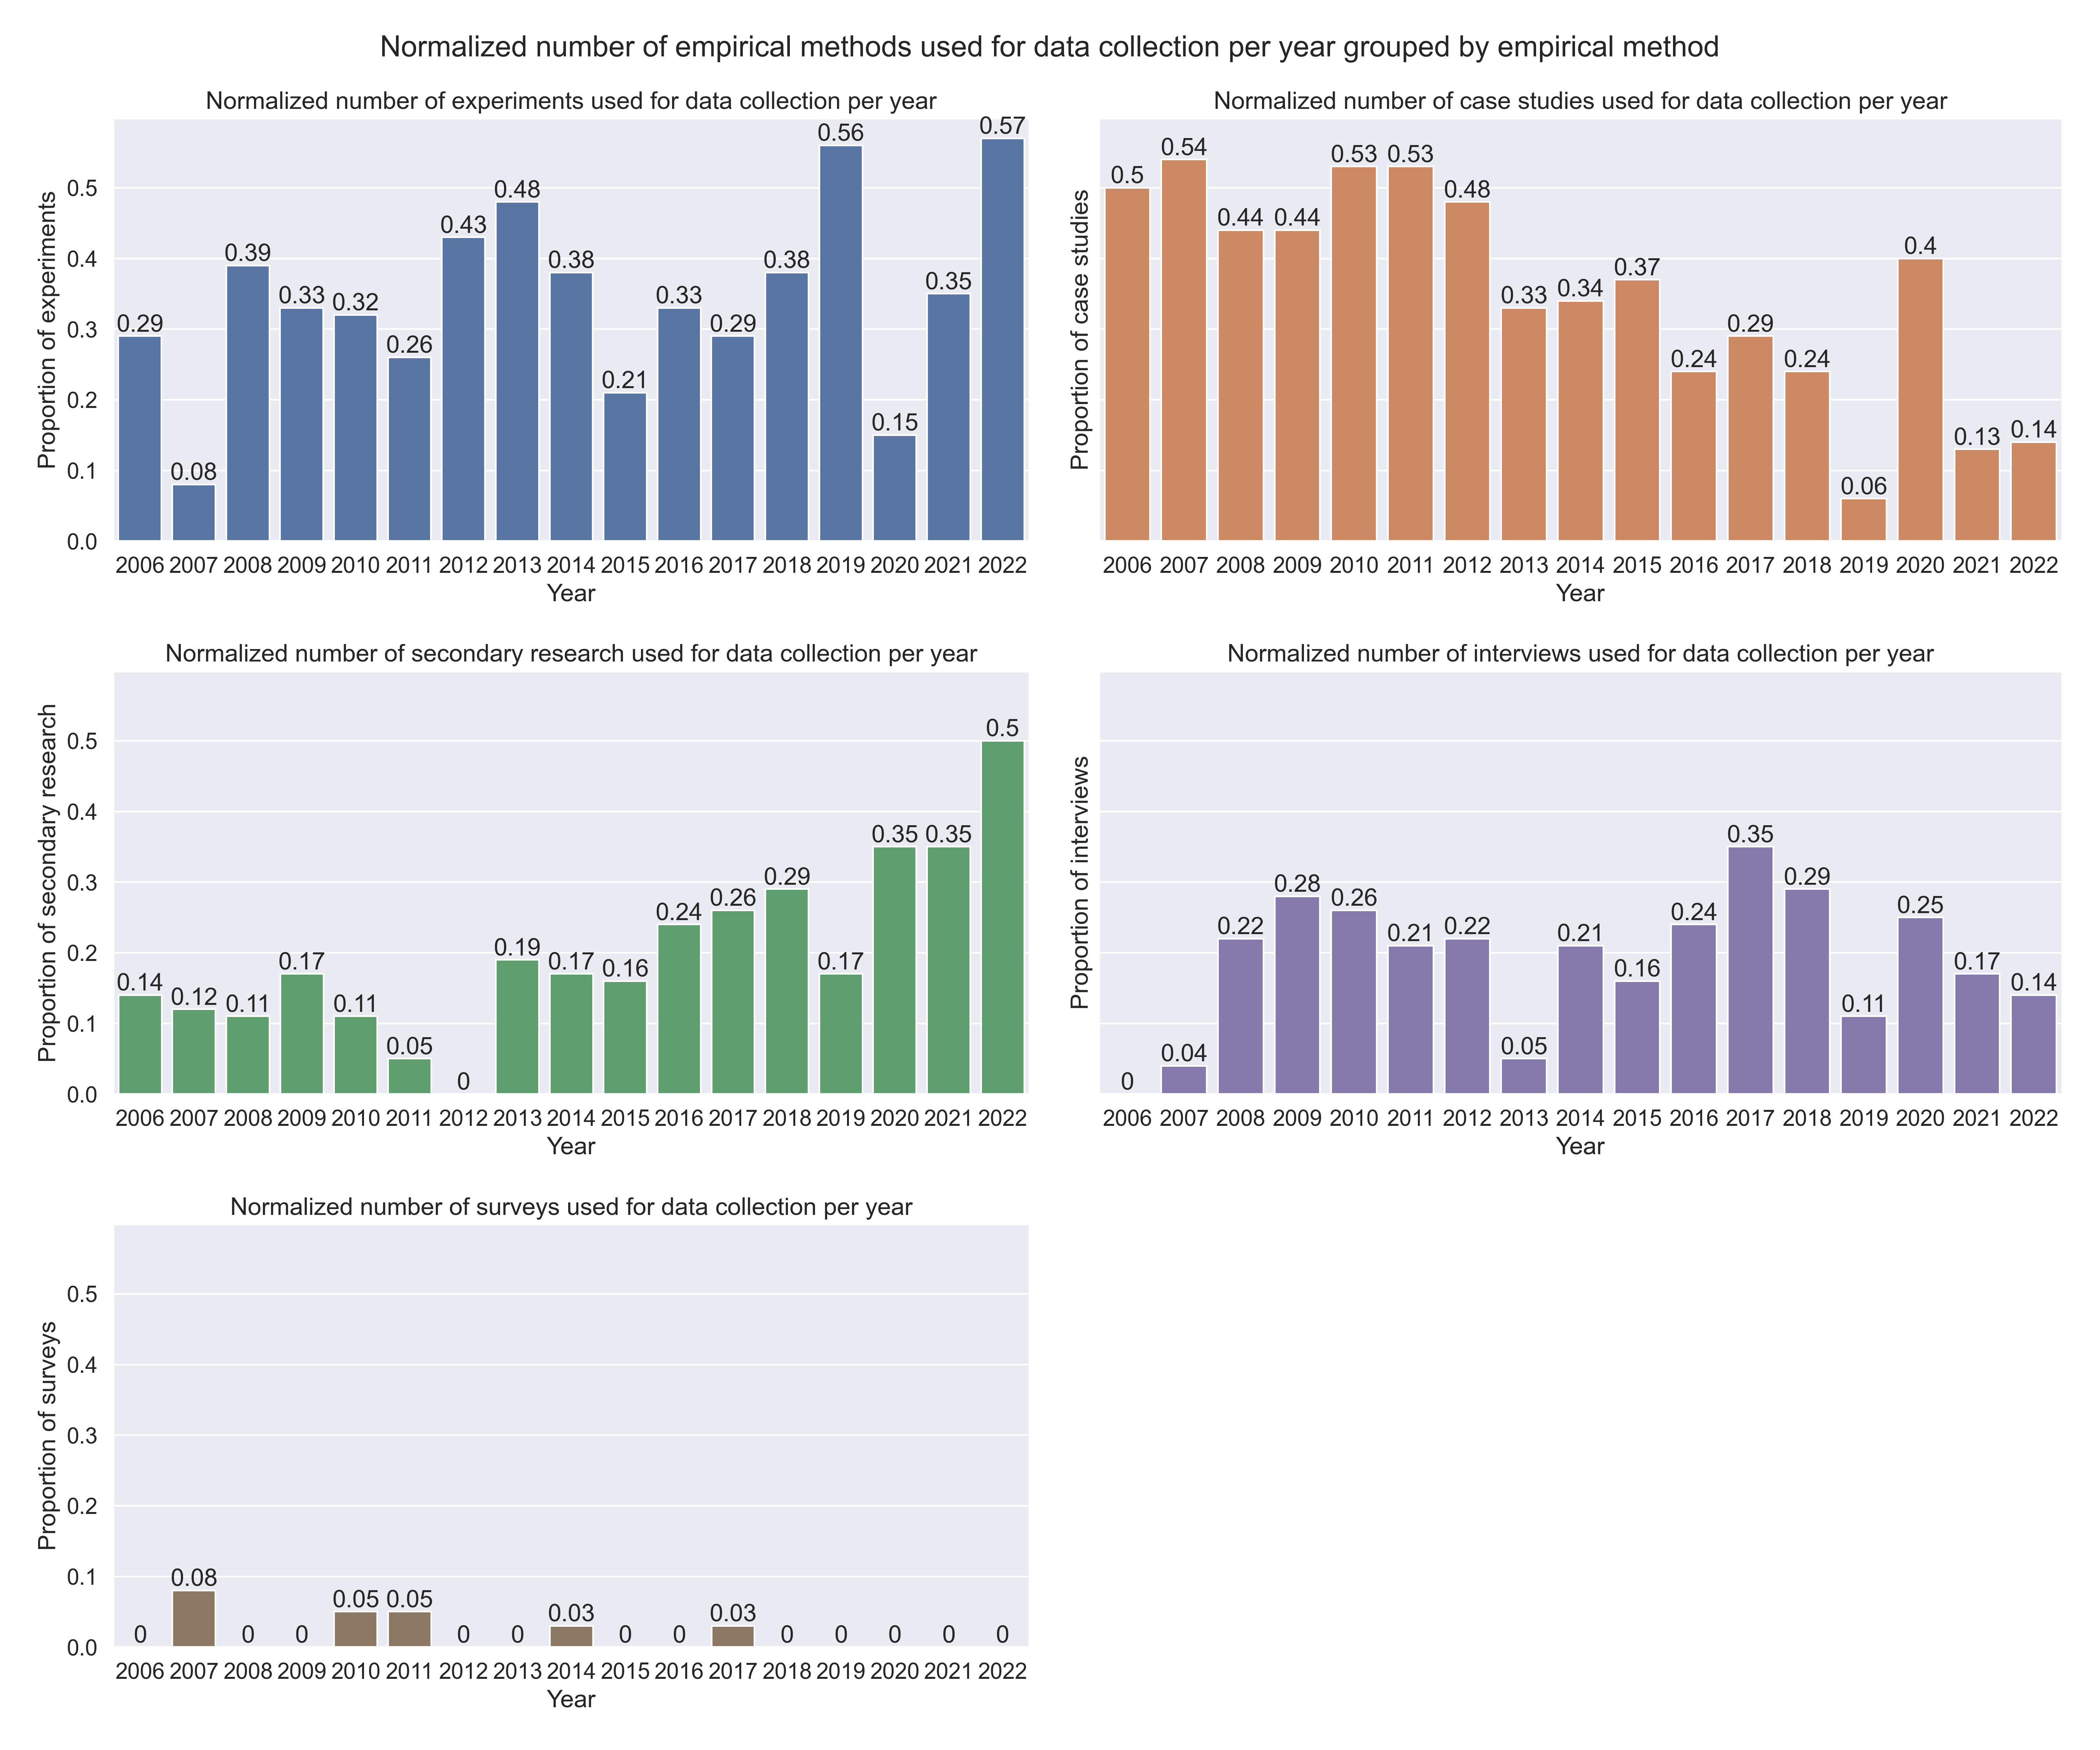 Normalized number of empirical methods used for data collection per year grouped by empirical method
Normalized number of experiments used for data collection per year
Proportion of experiments
0.5
0.4
0.3
0.2
0.1
0.0
0.29 0.08 0.39 0.33 0.32 0.26 0.43 0.48 0.38 0.21 0.33 0.29 0.38 0.56 0.15 0.35 0.57
2006 2007 2008 2009 2010 2011 2012 2013 2014 2015 2016 2017 2018 2019 2020 2021 2022
Year
Normalized number of case studies used for data collection per year
Proportion of case studies
0.5 0.54 0.44 0.44 0.53 0.53 0.48 0.33 0.34 0.37 0.24 0.29 0.24 0.06 0.4 0.13 0.14
2006 2007 2008 2009 2010 2011 2012 2013 2014 2015 2016 2017 2018 2019 2020 2021 2022
Year
Normalized number of secondary research used for data collection per year
Proportion of secondary research
0.5
0.4
0.3
0.2
0.1
0.0
0.14 0.12 0.11 0.17 0.11 0.05 0 0.19 0.17 0.16 0.24 0.26 0.29 0.17 0.35 0.35 0.5
2006 2007 2008 2009 2010 2011 2012 2013 2014 2015 2016 2017 2018 2019 2020 2021 2022
Year
Normalized number of interviews used for data collection per year
Proportion of interviews
0 0.04 0.22 0.28 0.26 0.21 0.22 0.05 0.21 0.16 0.24 0.35 0.29 0.11 0.25 0.17 0.14
2006 2007 2008 2009 2010 2011 2012 2013 2014 2015 2016 2017 2018 2019 2020 2021 2022
Year
Normalized number of surveys used for data collection per year
Proportion of surveys
0.5
0.4
0.3
0.2
0.1
0.0
0 0.08 0 0 0.05 0.05 0 0 0.03 0 0 0.03 0 0 0 0 0
2006 2007 2008 2009 2010 2011 2012 2013 2014 2015 2016 2017 2018 2019 2020 2021 2022
Year